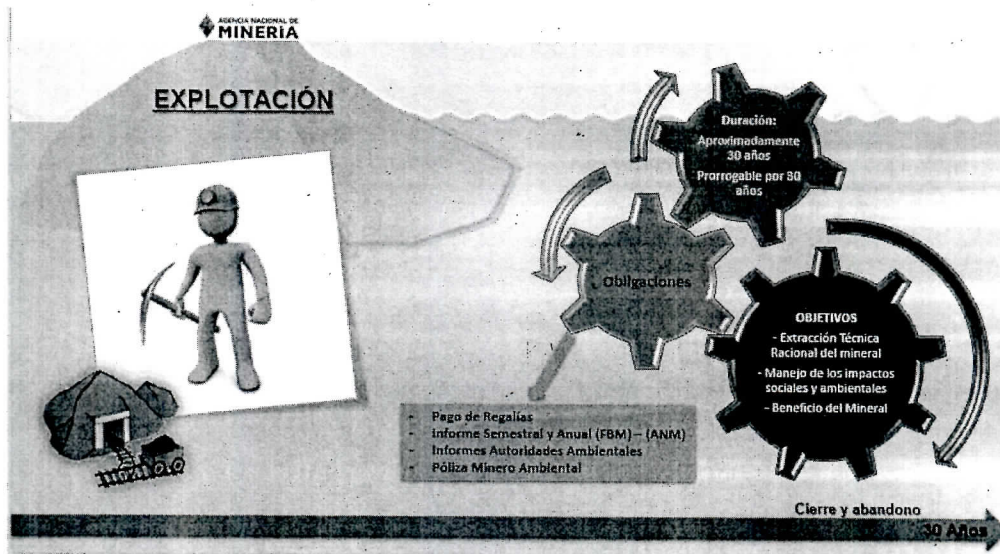 AGENCIA NACIONAL DE
MINERÍA
EXPLOTACIÓN
Duración:
Aproximadamente
30 años
Prorrogable por 30
años
Obligaciones
OBJETIVOS
- Extracción Técnica
Racional del mineral
- Manejo de los impactos
sociales y ambientales
- Beneficio del Mineral
- Pago de Regalías
- Informe Semestral y Anual (FBM) – (ANM)
- Informes Autoridades Ambientales
- Póliza Minero Ambiental
Cierre y abandono
30 Años